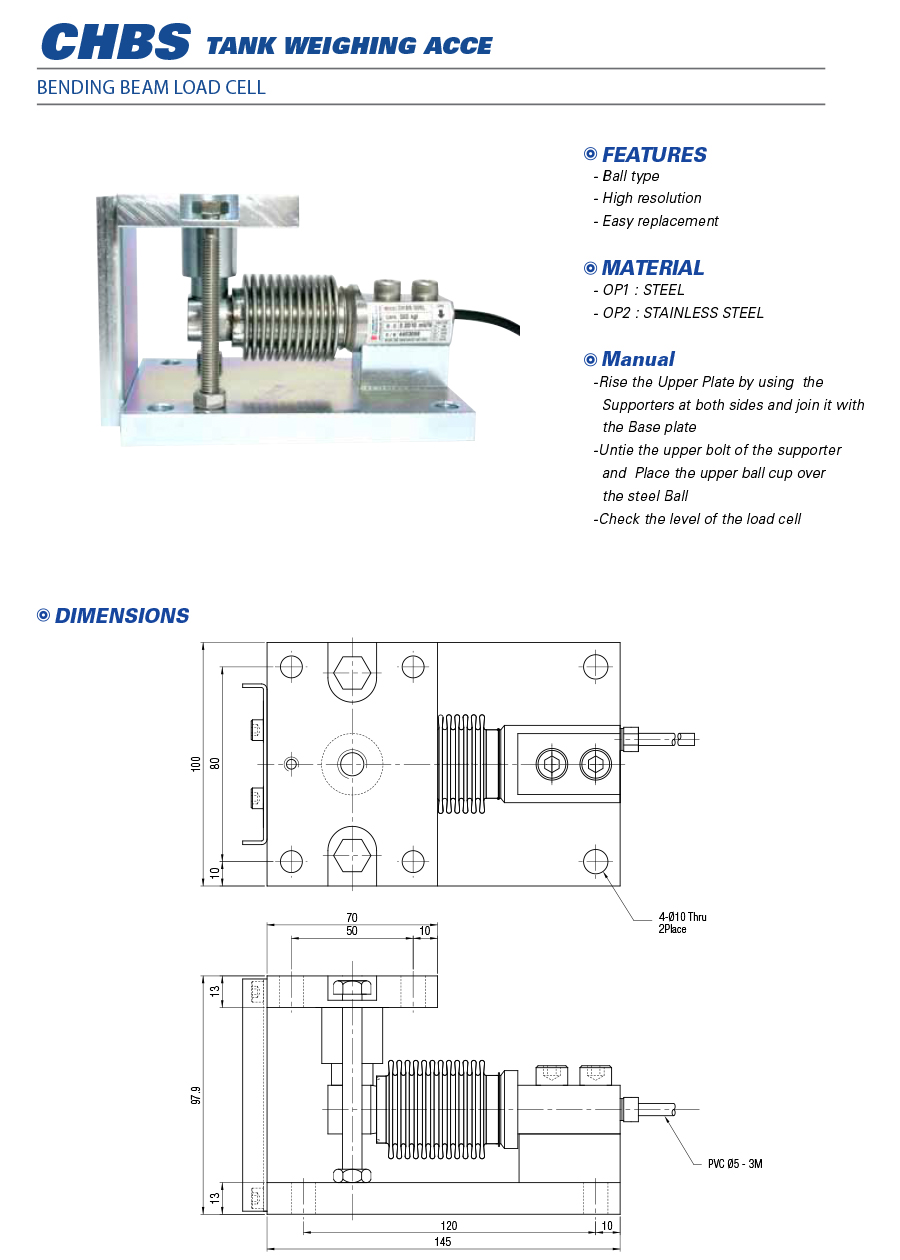 CHBS TANK WEIGHING ACCE
BENDING BEAM LOAD CELL
FEATURES
- Ball type
- High resolution
- Easy replacement
MATERIAL
- OP1 : STEEL
- OP2 : STAINLESS STEEL
Manual
-Rise the Upper Plate by using the
Supporters at both sides and join it with
the Base plate
-Untie the upper bolt of the supporter
and Place the upper ball cup over
the steel Ball
-Check the level of the load cell
DIMENSIONS
100
80
10
4-Ø10 Thru
2Place
70
50
10
13
97.9
13
PVC Ø5 - 3M
120
10
145